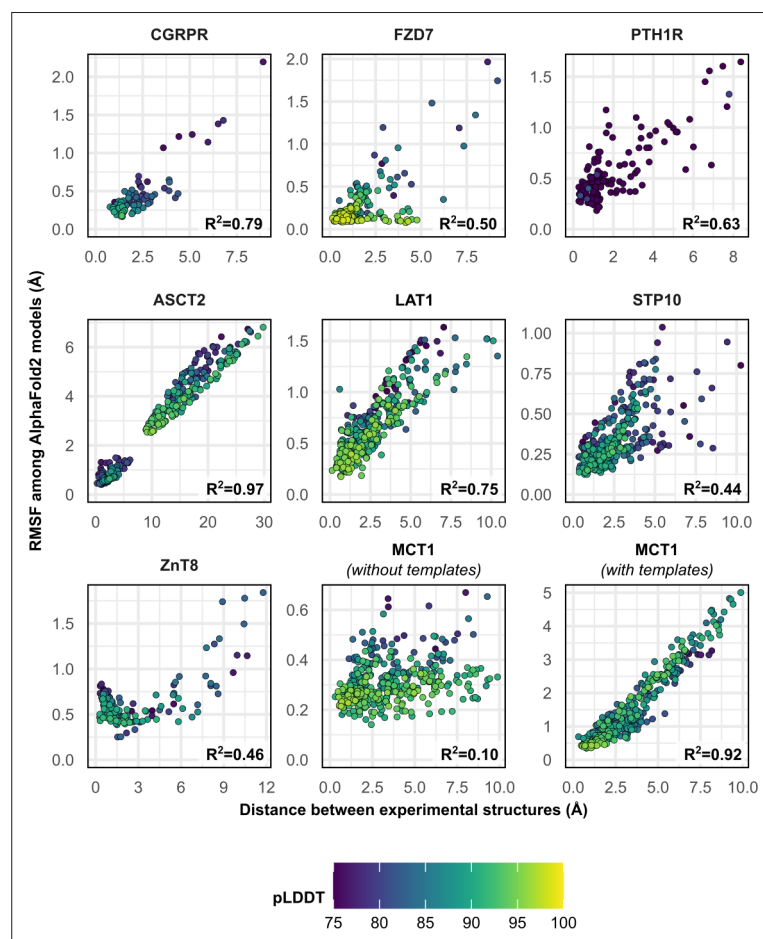 CGRPR
FZD7
PTH1R
2.0
1.5
1.0
0.5
0.0
R²=0.79
0.0 2.5 5.0 7.5
2.0
1.5
1.0
0.5
0.0
R²=0.50
0.0 2.5 5.0 7.5
1.5
1.0
0.5
0.0
R²=0.63
0 2 4 6 8
RMSF among AlphaFold2 models (Å)
ASCT2
LAT1
STP10
6
4
2
0
R²=0.97
0 10 20 30
1.5
1.0
0.5
0.0
R²=0.75
0.0 2.5 5.0 7.5 10.0
1.00
0.75
0.50
0.25
0.00
R²=0.44
0.0 2.5 5.0 7.5 10.0
ZnT8
MCT1
(without templates)
MCT1
(with templates)
1.5
1.0
0.5
0.0
R²=0.46
0 3 6 9 12
0.6
0.4
0.2
0.0
R²=0.10
0.0 2.5 5.0 7.5 10.0
5
4
3
2
1
0
R²=0.92
0.0 2.5 5.0 7.5 10.0
Distance between experimental structures (Å)
pLDDT
75 80 85 90 95 100